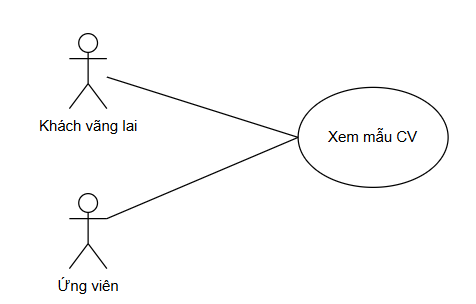 Khách vãng lai
Xem mẫu CV
Ứng viên